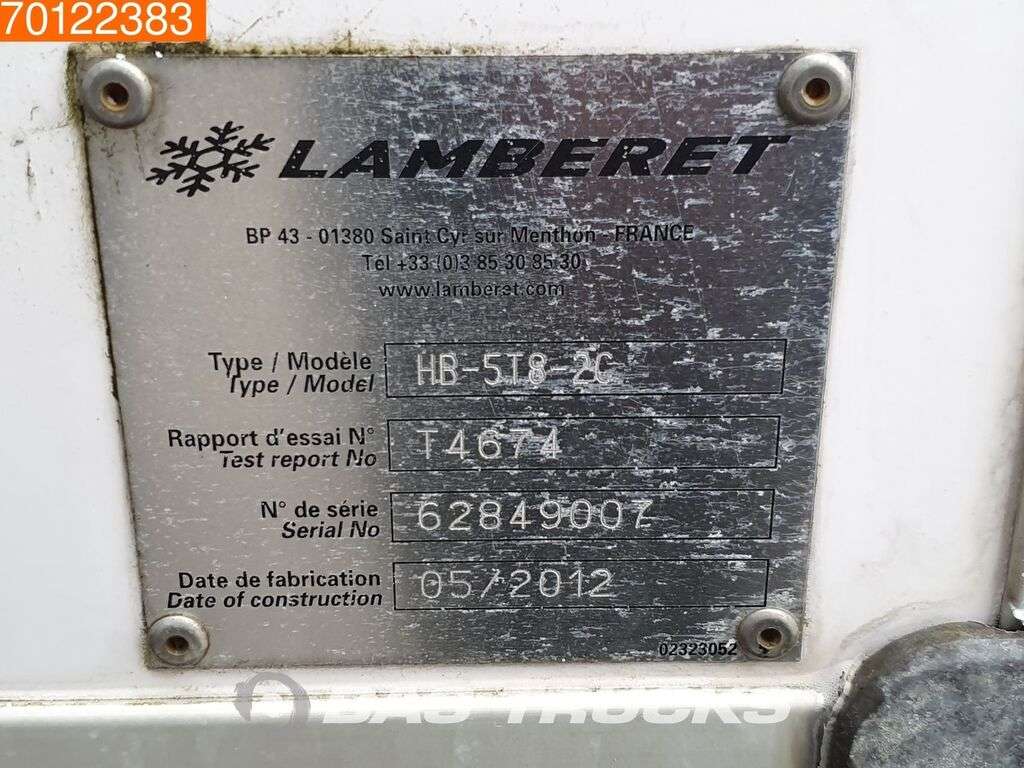 70122383
LAMBERET
BP 43 - 01380 Saint Cyr sur Menthon - FRANCE
Tél +33 (0)3 85 30 85 30
www.lamberet.com
Type / Modèle
Type / Model
HB-5T8-2C
Rapport d'essai N°
Test report No
T4674
N° de série
Serial No
62849007
Date de fabrication
Date of construction
05/2012
02323052
BAS TRUCKS